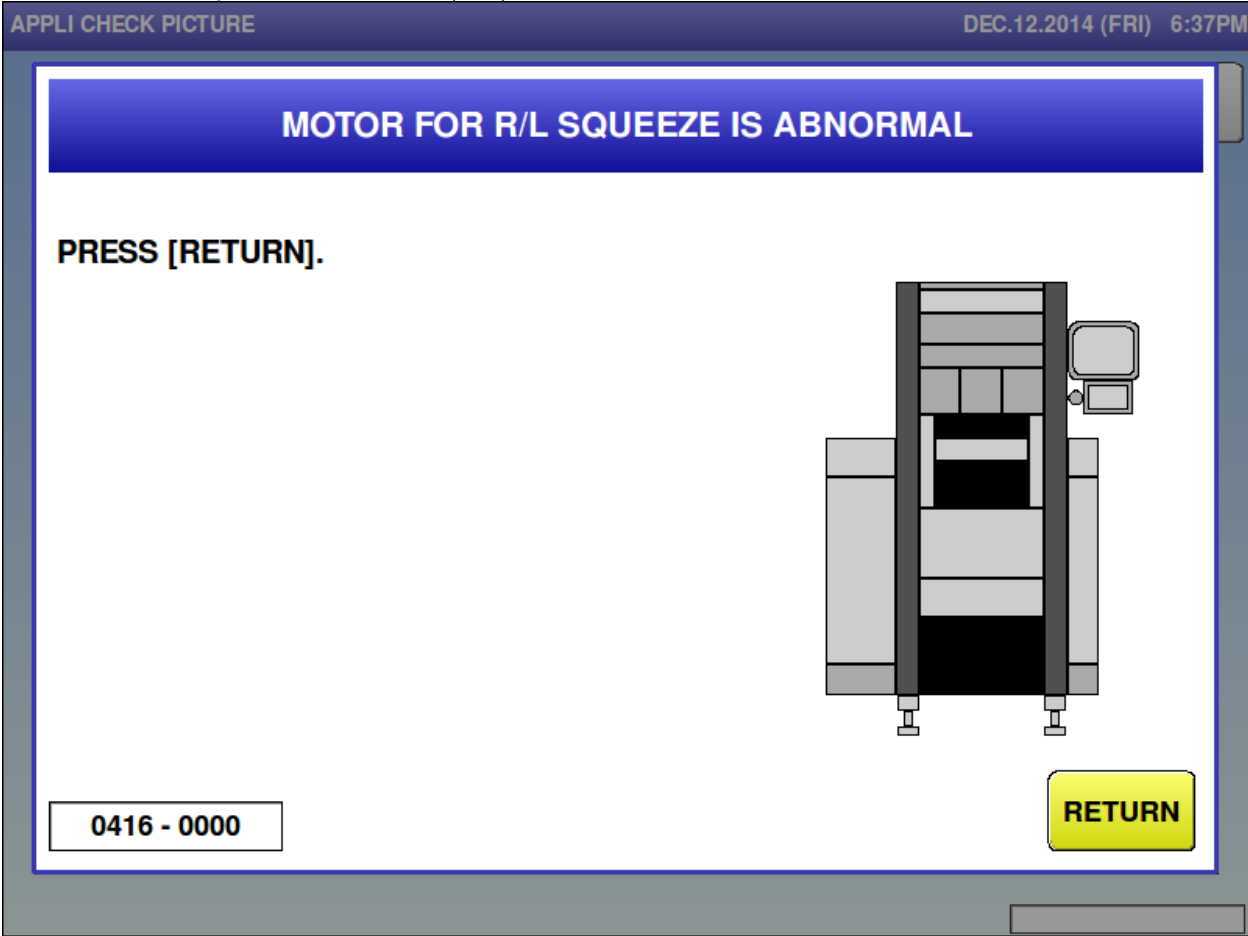 APPLI CHECK PICTURE
DEC.12.2014 (FRI) 6:37PM
MOTOR FOR R/L SQUEEZE IS ABNORMAL
PRESS [RETURN].
0416 - 0000
RETURN